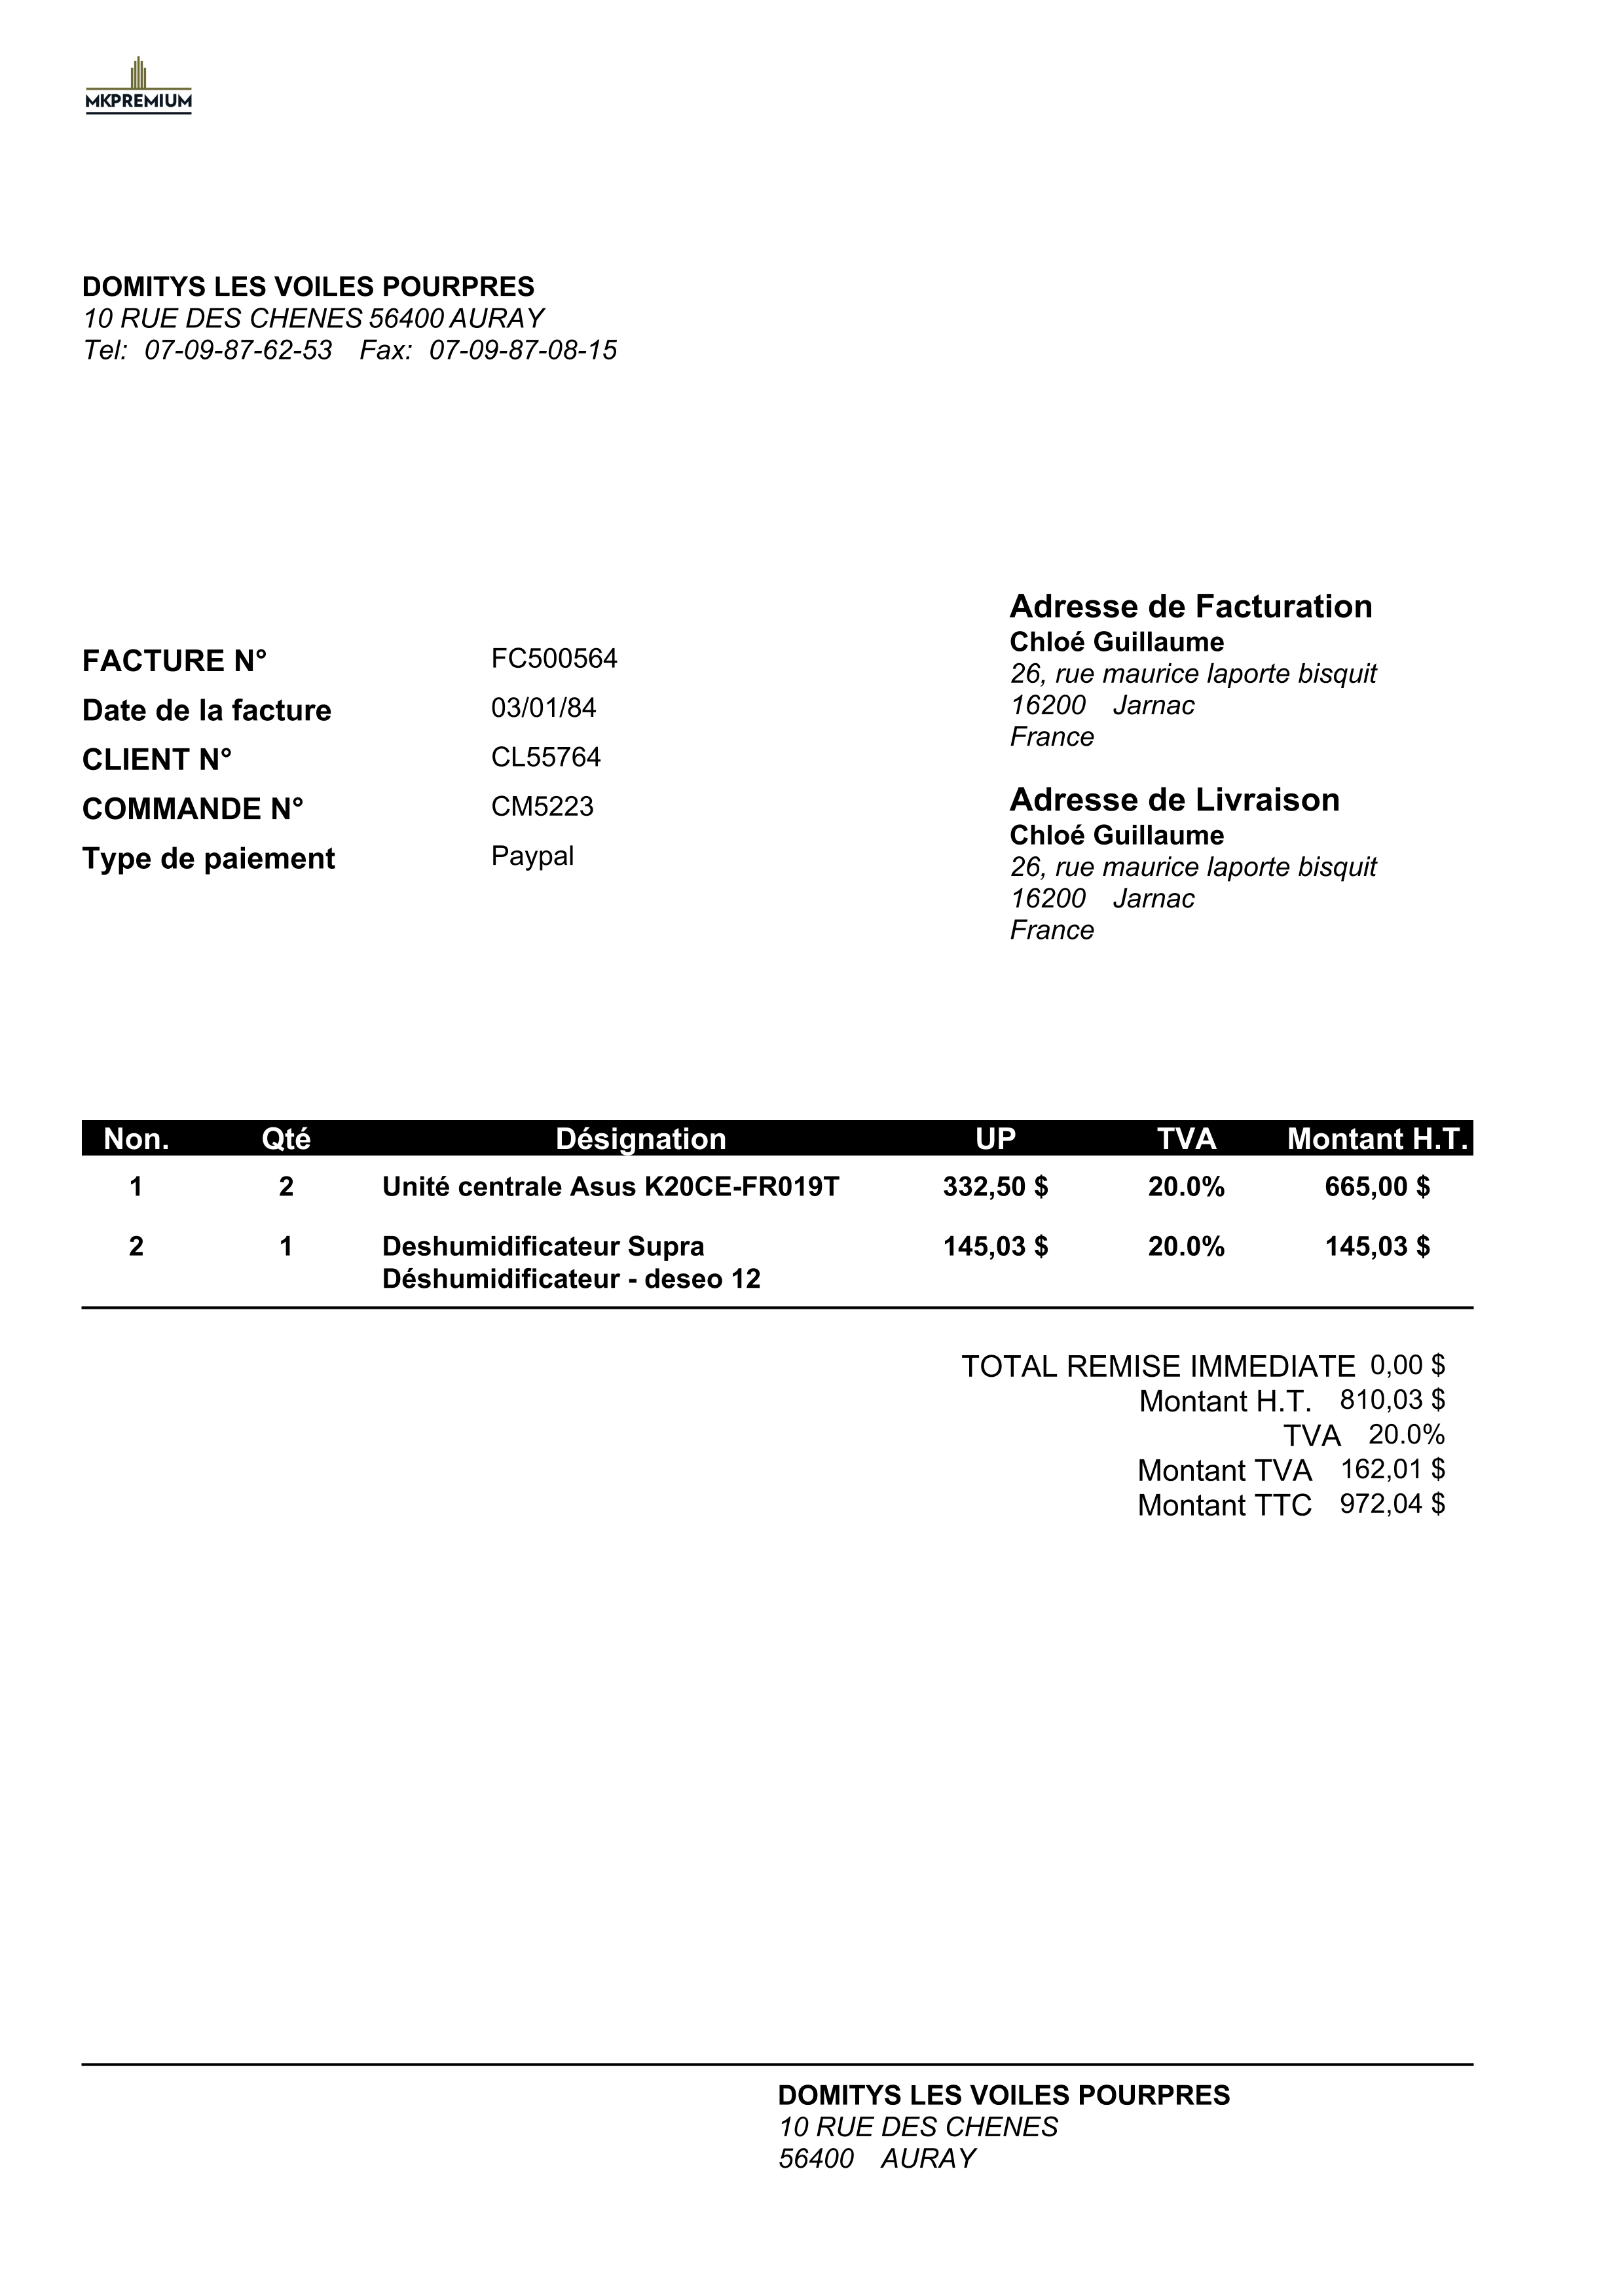 MKPREMIUM
DOMITYS LES VOILES POURPRES
10 RUE DES CHENES 56400 AURAY
Tel: 07-09-87-62-53 Fax: 07-09-87-08-15
FACTURE N° FC500564
Date de la facture 03/01/84
CLIENT N° CL55764
COMMANDE N° CM5223
Type de paiement Paypal
Adresse de Facturation
Chloé Guillaume
26, rue maurice laporte bisquit
16200 Jarnac
France
Adresse de Livraison
Chloé Guillaume
26, rue maurice laporte bisquit
16200 Jarnac
France
Non. Qté Désignation UP TVA Montant H.T.
1 2 Unité centrale Asus K20CE-FR019T 332,50 $ 20.0% 665,00 $
2 1 Deshumidificateur Supra 145,03 $ 20.0% 145,03 $
Déshumidificateur - deseo 12
TOTAL REMISE IMMEDIATE 0,00 $
Montant H.T. 810,03 $
TVA 20.0%
Montant TVA 162,01 $
Montant TTC 972,04 $
DOMITYS LES VOILES POURPRES
10 RUE DES CHENES
56400 AURAY